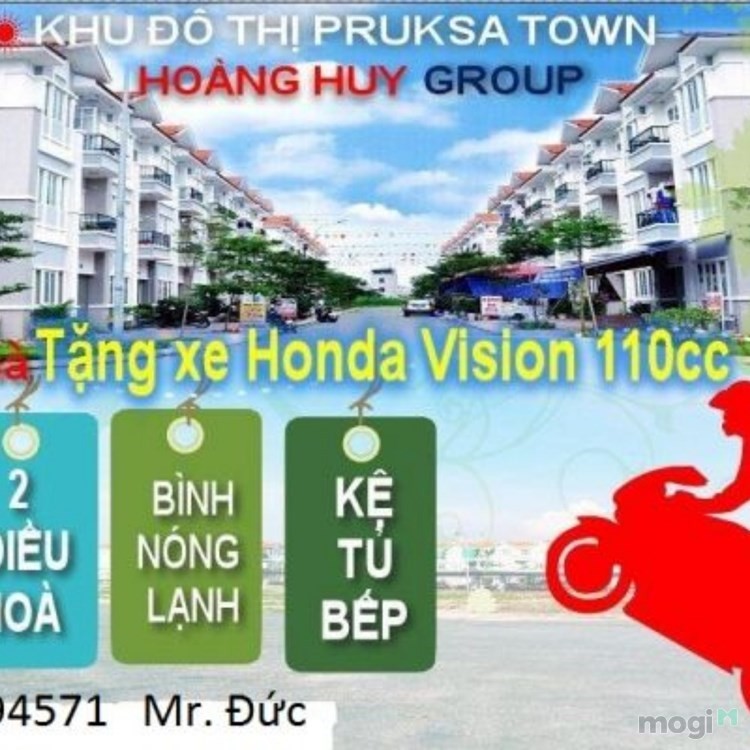 KHU ĐÔ THỊ PRUKSA TOWN
HOÀNG HUY GROUP
Tặng xe Honda Vision 110cc
2
ĐIỀU
HOÀ
BÌNH
NÓNG
LẠNH
KỆ
TỦ
BẾP
94571 Mr. Đức
mogi